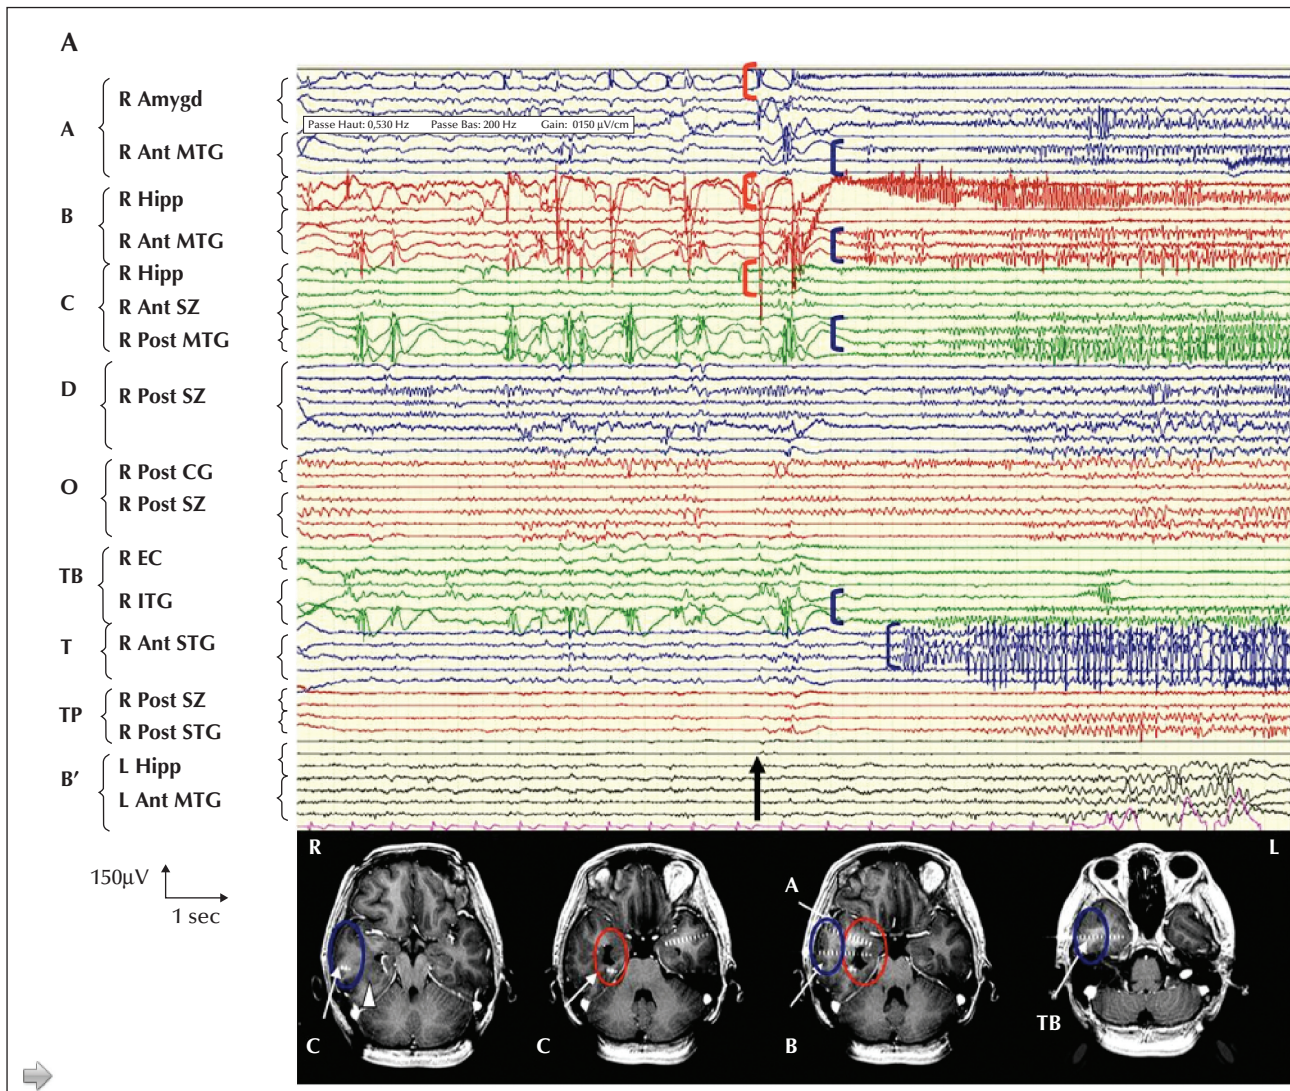 A
A
R Amygd
R Ant MTG
Passe Haut: 0,530 Hz Passe Bas: 200 Hz Gain: 0150 µV/cm
B
R Hipp
R Ant MTG
C
R Hipp
R Ant SZ
R Post MTG
D
R Post SZ
O
R Post CG
R Post SZ
TB
R EC
R ITG
T
R Ant STG
TP
R Post SZ
R Post STG
B′
L Hipp
L Ant MTG
150µV
1 sec
R
L
A
C
C
B
TB